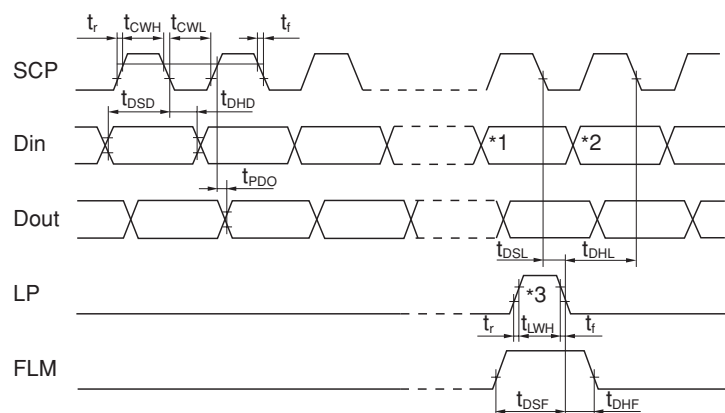 tr tCWH tCWL tf
SCP
tDSD tDHD
Din *1 *2
tPDO
Dout
tDSL tDHL
LP *3
tr tLWH tf
FLM
tDSF tDHF